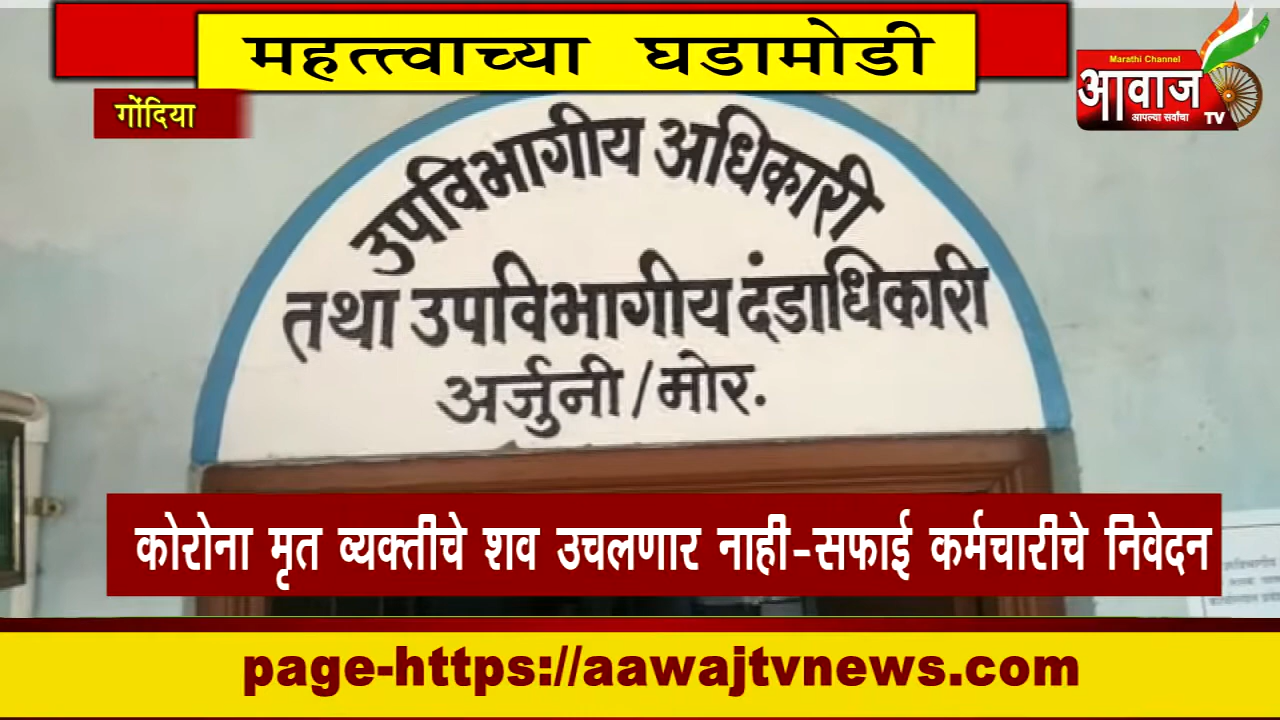 महत्त्वाच्या घडामोडी
Marathi Channel
आवाज
आपल्या सर्वांचा TV
गोंदिया
उपविभागीय अधिकारी
तथा उपविभागीय दंडाधिकारी
अर्जुनी/मोर.
कोरोना मृत व्यक्तीचे शव उचलणार नाही-सफाई कर्मचारीचे निवेदन
page-https://aawajtvnews.com